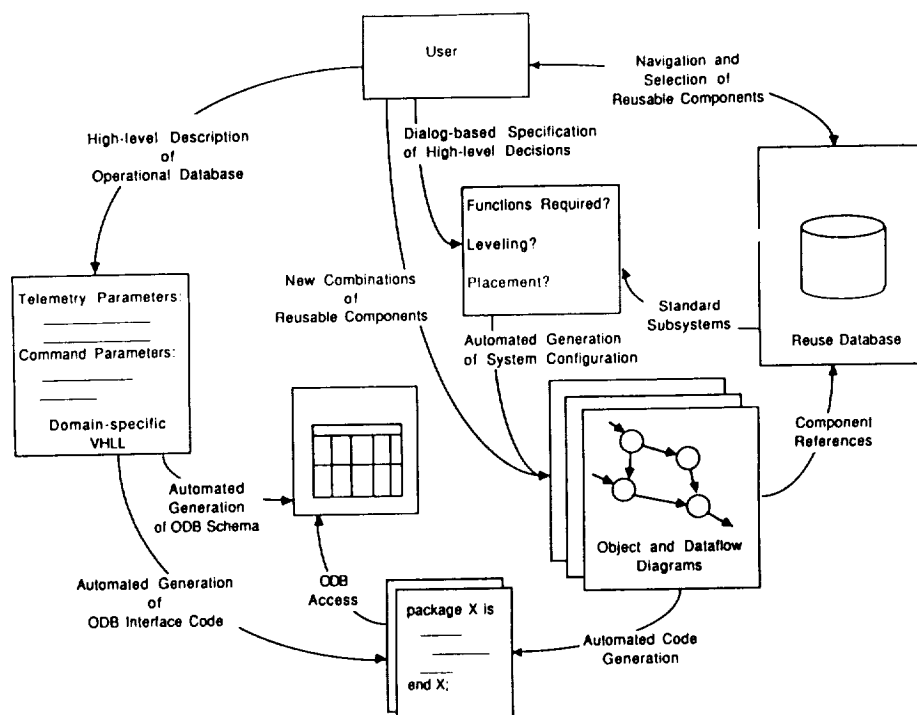 User
Navigation and
Selection of
Reusable Components
High-level Description
of
Operational Database
Dialog-based Specification
of High-level Decisions
Functions Required?
Leveling?
Placement?
Telemetry Parameters:
Command Parameters:
Domain-specific
VHLL
New Combinations
of
Reusable Components
Standard
Subsystems
Reuse Database
Automated Generation
of System Configuration
Component
References
Automated
Generation
of ODB Schema
Object and Dataflow
Diagrams
Automated Generation
of
ODB Interface Code
ODB
Access
package X is
end X;
Automated Code
Generation